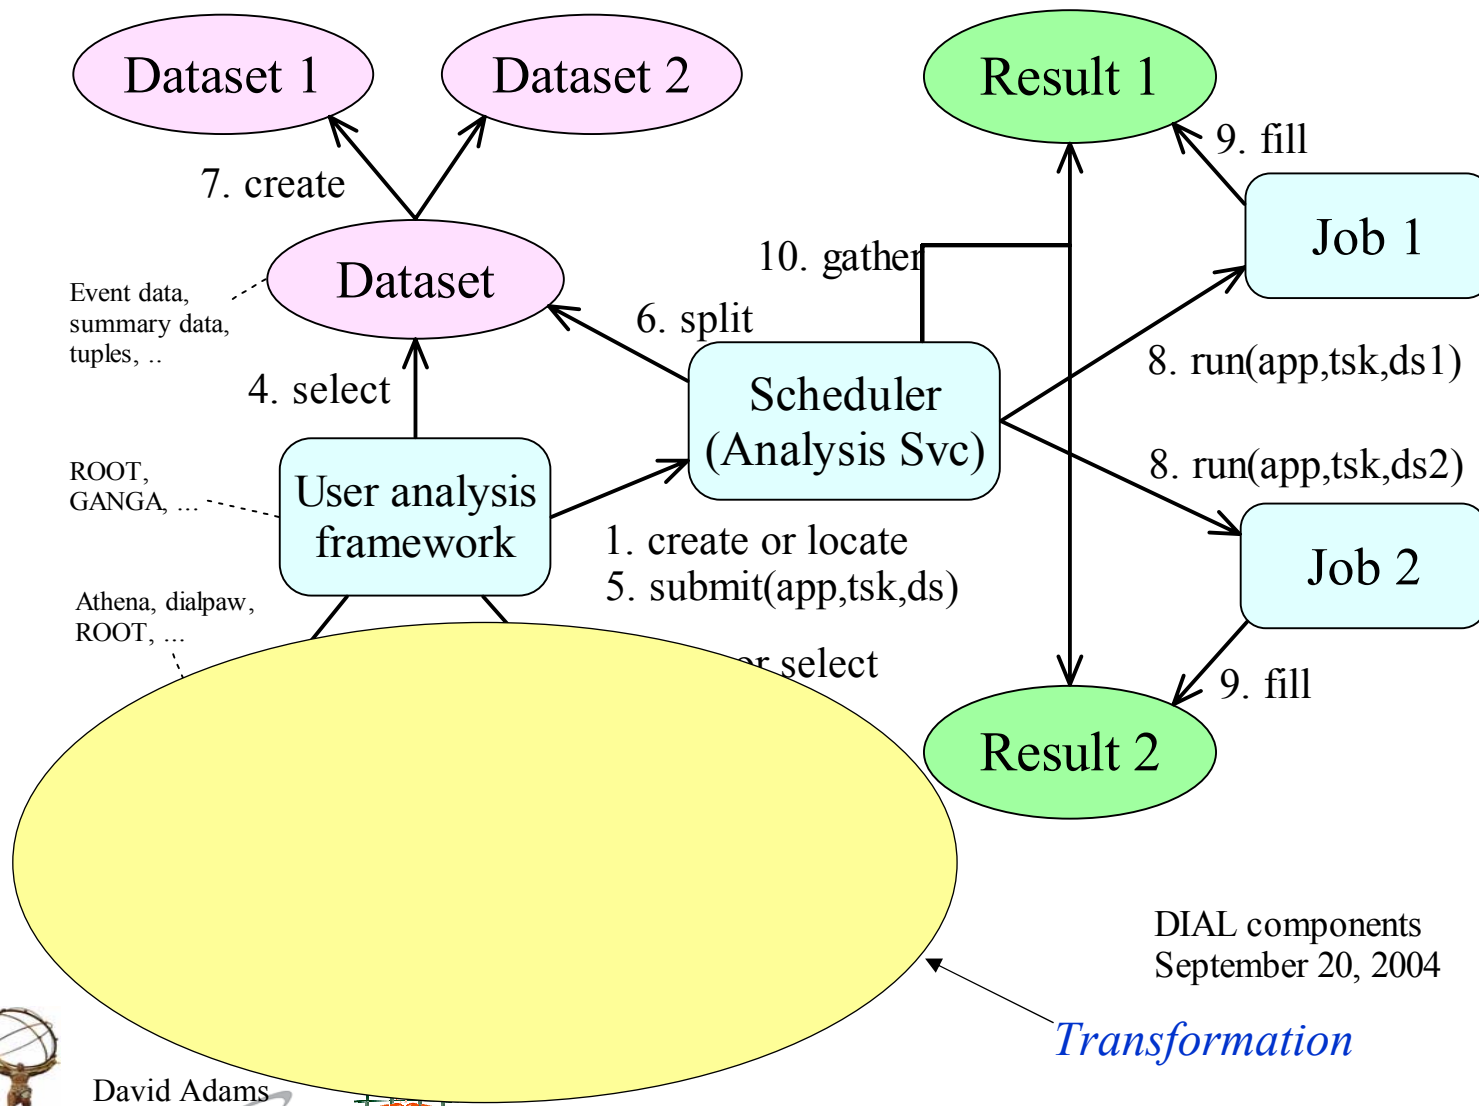 Dataset 1
Dataset 2
Result 1
9. fill
7. create
Job 1
10. gather
Dataset
Event data,
summary data,
tuples, ..
6. split
8. run(app,tsk,ds1)
4. select
Scheduler
(Analysis Svc)
ROOT,
GANGA, ...
User analysis
framework
8. run(app,tsk,ds2)
1. create or locate
5. submit(app,tsk,ds)
Job 2
Athena, dialpaw,
ROOT, ...
or select
9. fill
Result 2
DIAL components
September 20, 2004
Transformation
David Adams